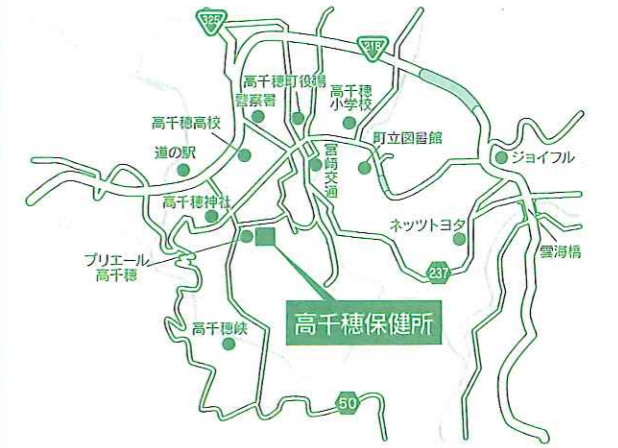 325
218
高千穂町役場
警察署
高千穂
小学校
高千穂高校
町立図書館
道の駅
宮崎交通
ジョイフル
高千穂神社
ネッツトヨタ
雲海橋
プリエール
高千穂
237
高千穂保健所
高千穂峡
50